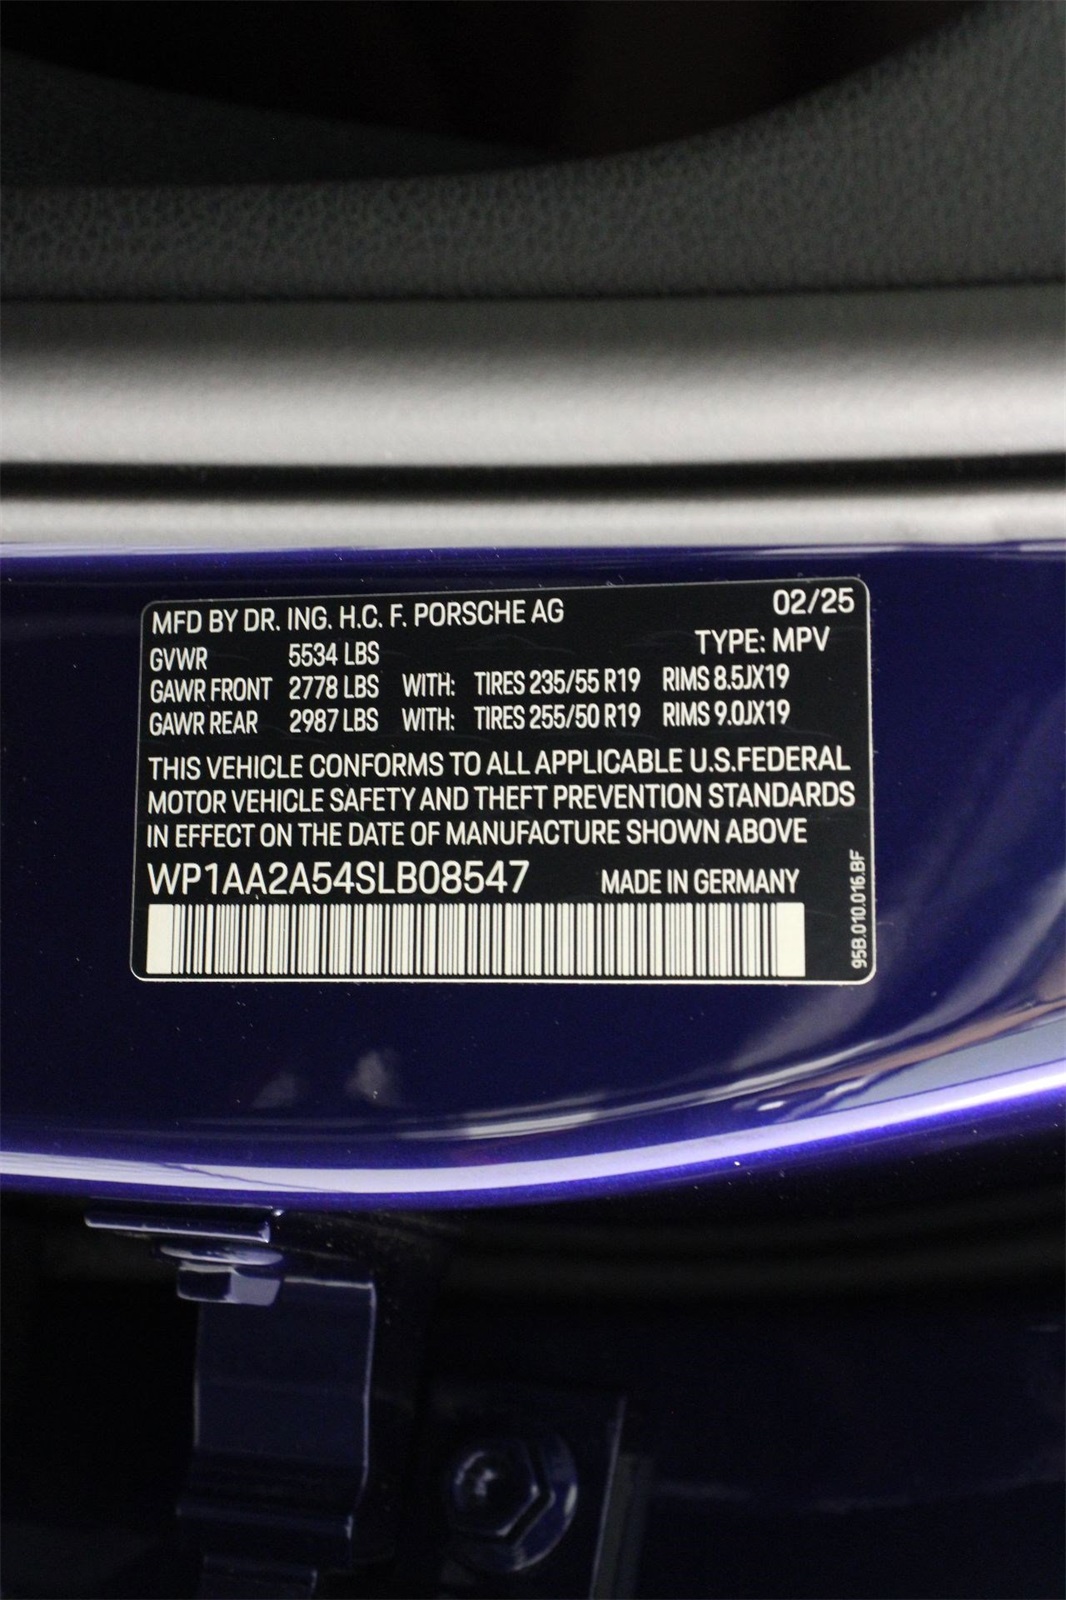 MFD BY DR. ING. H.C. F. PORSCHE AG 02/25
GVWR 5534 LBS TYPE: MPV
GAWR FRONT 2778 LBS WITH: TIRES 235/55 R19 RIMS 8.5JX19
GAWR REAR 2987 LBS WITH: TIRES 255/50 R19 RIMS 9.0JX19
THIS VEHICLE CONFORMS TO ALL APPLICABLE U.S.FEDERAL
MOTOR VEHICLE SAFETY AND THEFT PREVENTION STANDARDS
IN EFFECT ON THE DATE OF MANUFACTURE SHOWN ABOVE
WP1AA2A54SLB08547 MADE IN GERMANY
95B.010.016.BF